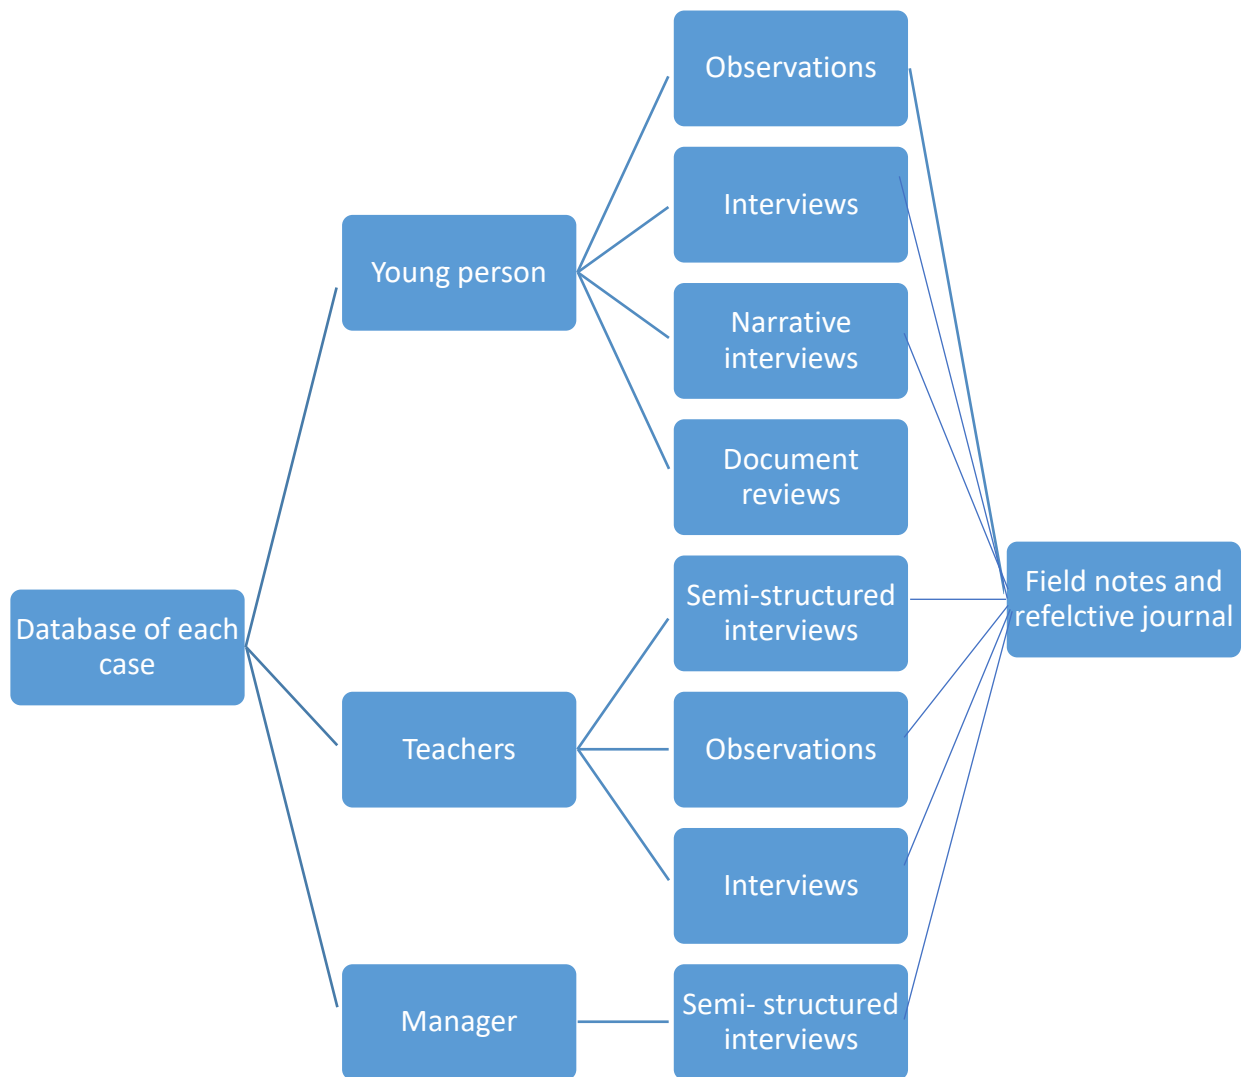 Observations
Interviews
Young person
Narrative
interviews
Document
reviews
Semi-structured
interviews
Field notes and
refelctive journal
Database of each
case
Teachers
Observations
Interviews
Manager
Semi- structured
interviews